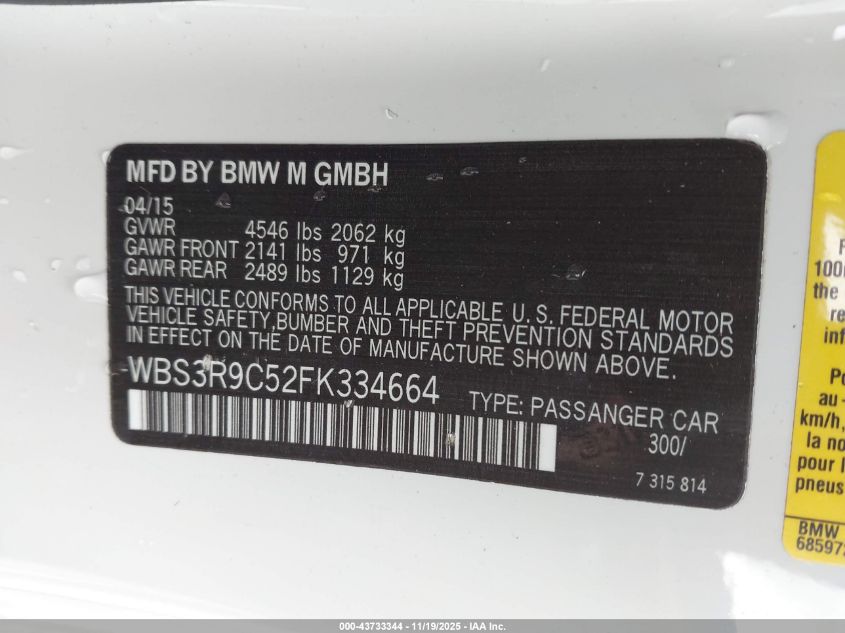 MFD BY BMW M GMBH
04/15
GVWR 4546 lbs 2062 kg
GAWR FRONT 2141 lbs 971 kg
GAWR REAR 2489 lbs 1129 kg
THIS VEHICLE CONFORMS TO ALL APPLICABLE U.S. FEDERAL MOTOR
VEHICLE SAFETY, BUMBER AND THEFT PREVENTION STANDARDS
IN EFFECT ON THE DATE OF MANUFACTURE SHOWN ABOVE.
WBS3R9C52FK334664
TYPE: PASSANGER CAR
300/
7 315 814
the
inf
Po
au -
km/h,
la no
pour l
pneus
BMW
68597
000-43733344 - 11/19/2025 - IAA Inc.